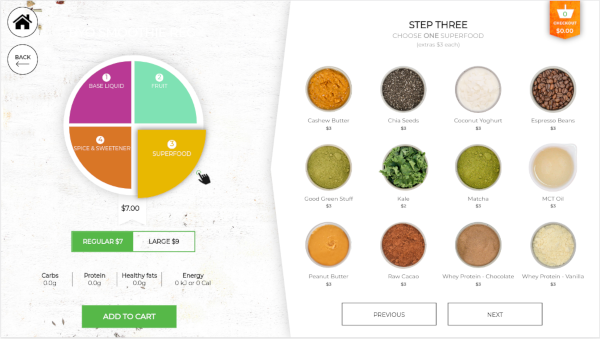 BACK
1
BASE LIQUID
2
FRUIT
4
SPICE & SWEETENER
3
SUPERFOOD
$7.00
REGULAR $7
LARGE $9
Carbs
0.0g
Protein
0.0g
Healthy fats
0.0g
Energy
0 kJ or 0 Cal
ADD TO CART
STEP THREE
CHOOSE ONE SUPERFOOD
(extras $3 each)
0
CHECKOUT
$0.00
Cashew Butter
$3
Chia Seeds
$3
Coconut Yoghurt
$3
Espresso Beans
$3
Good Green Stuff
$3
Kale
$2
Matcha
$3
MCT Oil
$3
Peanut Butter
$3
Raw Cacao
$3
Whey Protein - Chocolate
$3
Whey Protein - Vanilla
$3
PREVIOUS
NEXT